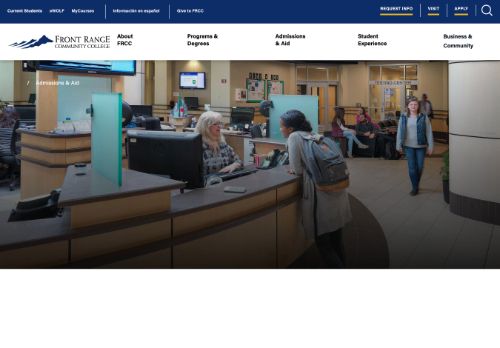 Current Students eWOLF MyCourses Información en español Give to FRCC REQUEST INFO VISIT APPLY
FRONT RANGE
COMMUNITY COLLEGE
About
FRCC
Programs &
Degrees
Admissions
& Aid
Student
Experience
Business &
Community
/ Admissions & Aid